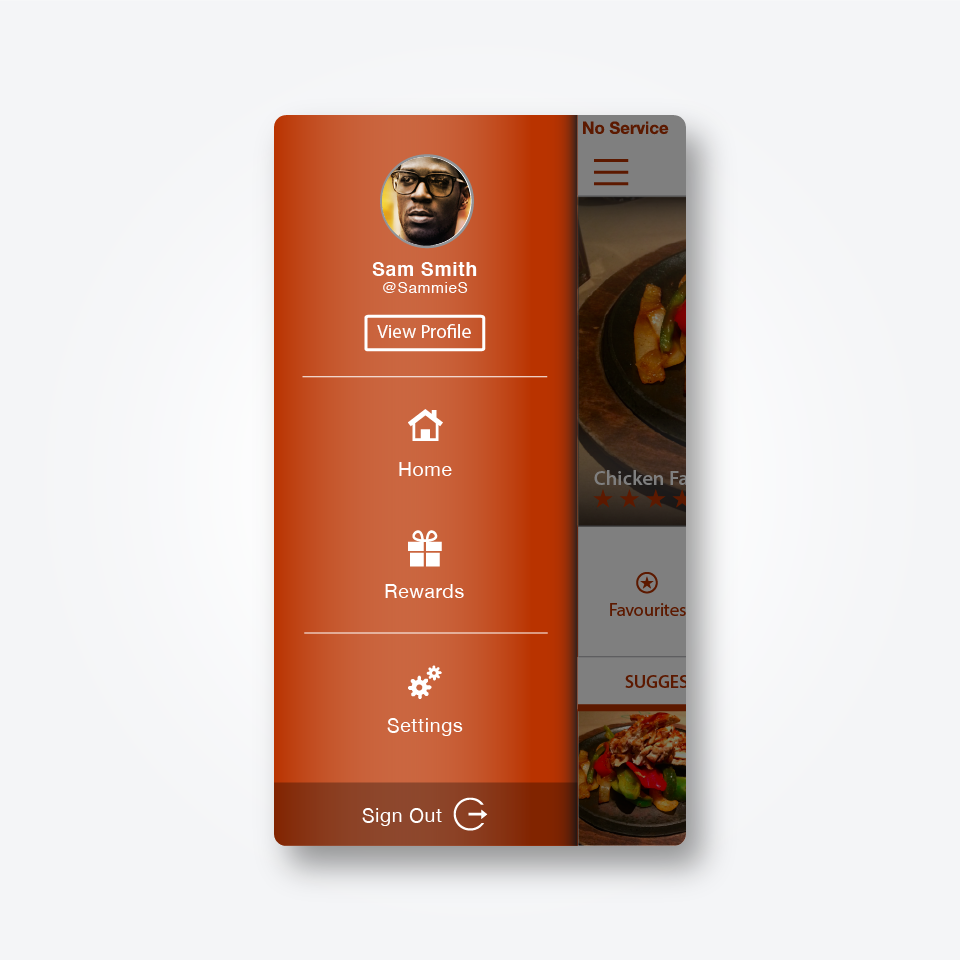 No Service
Sam Smith
@SammieS
View Profile
Home
Rewards
Settings
Sign Out
Chicken Fa
Favourites
SUGGES